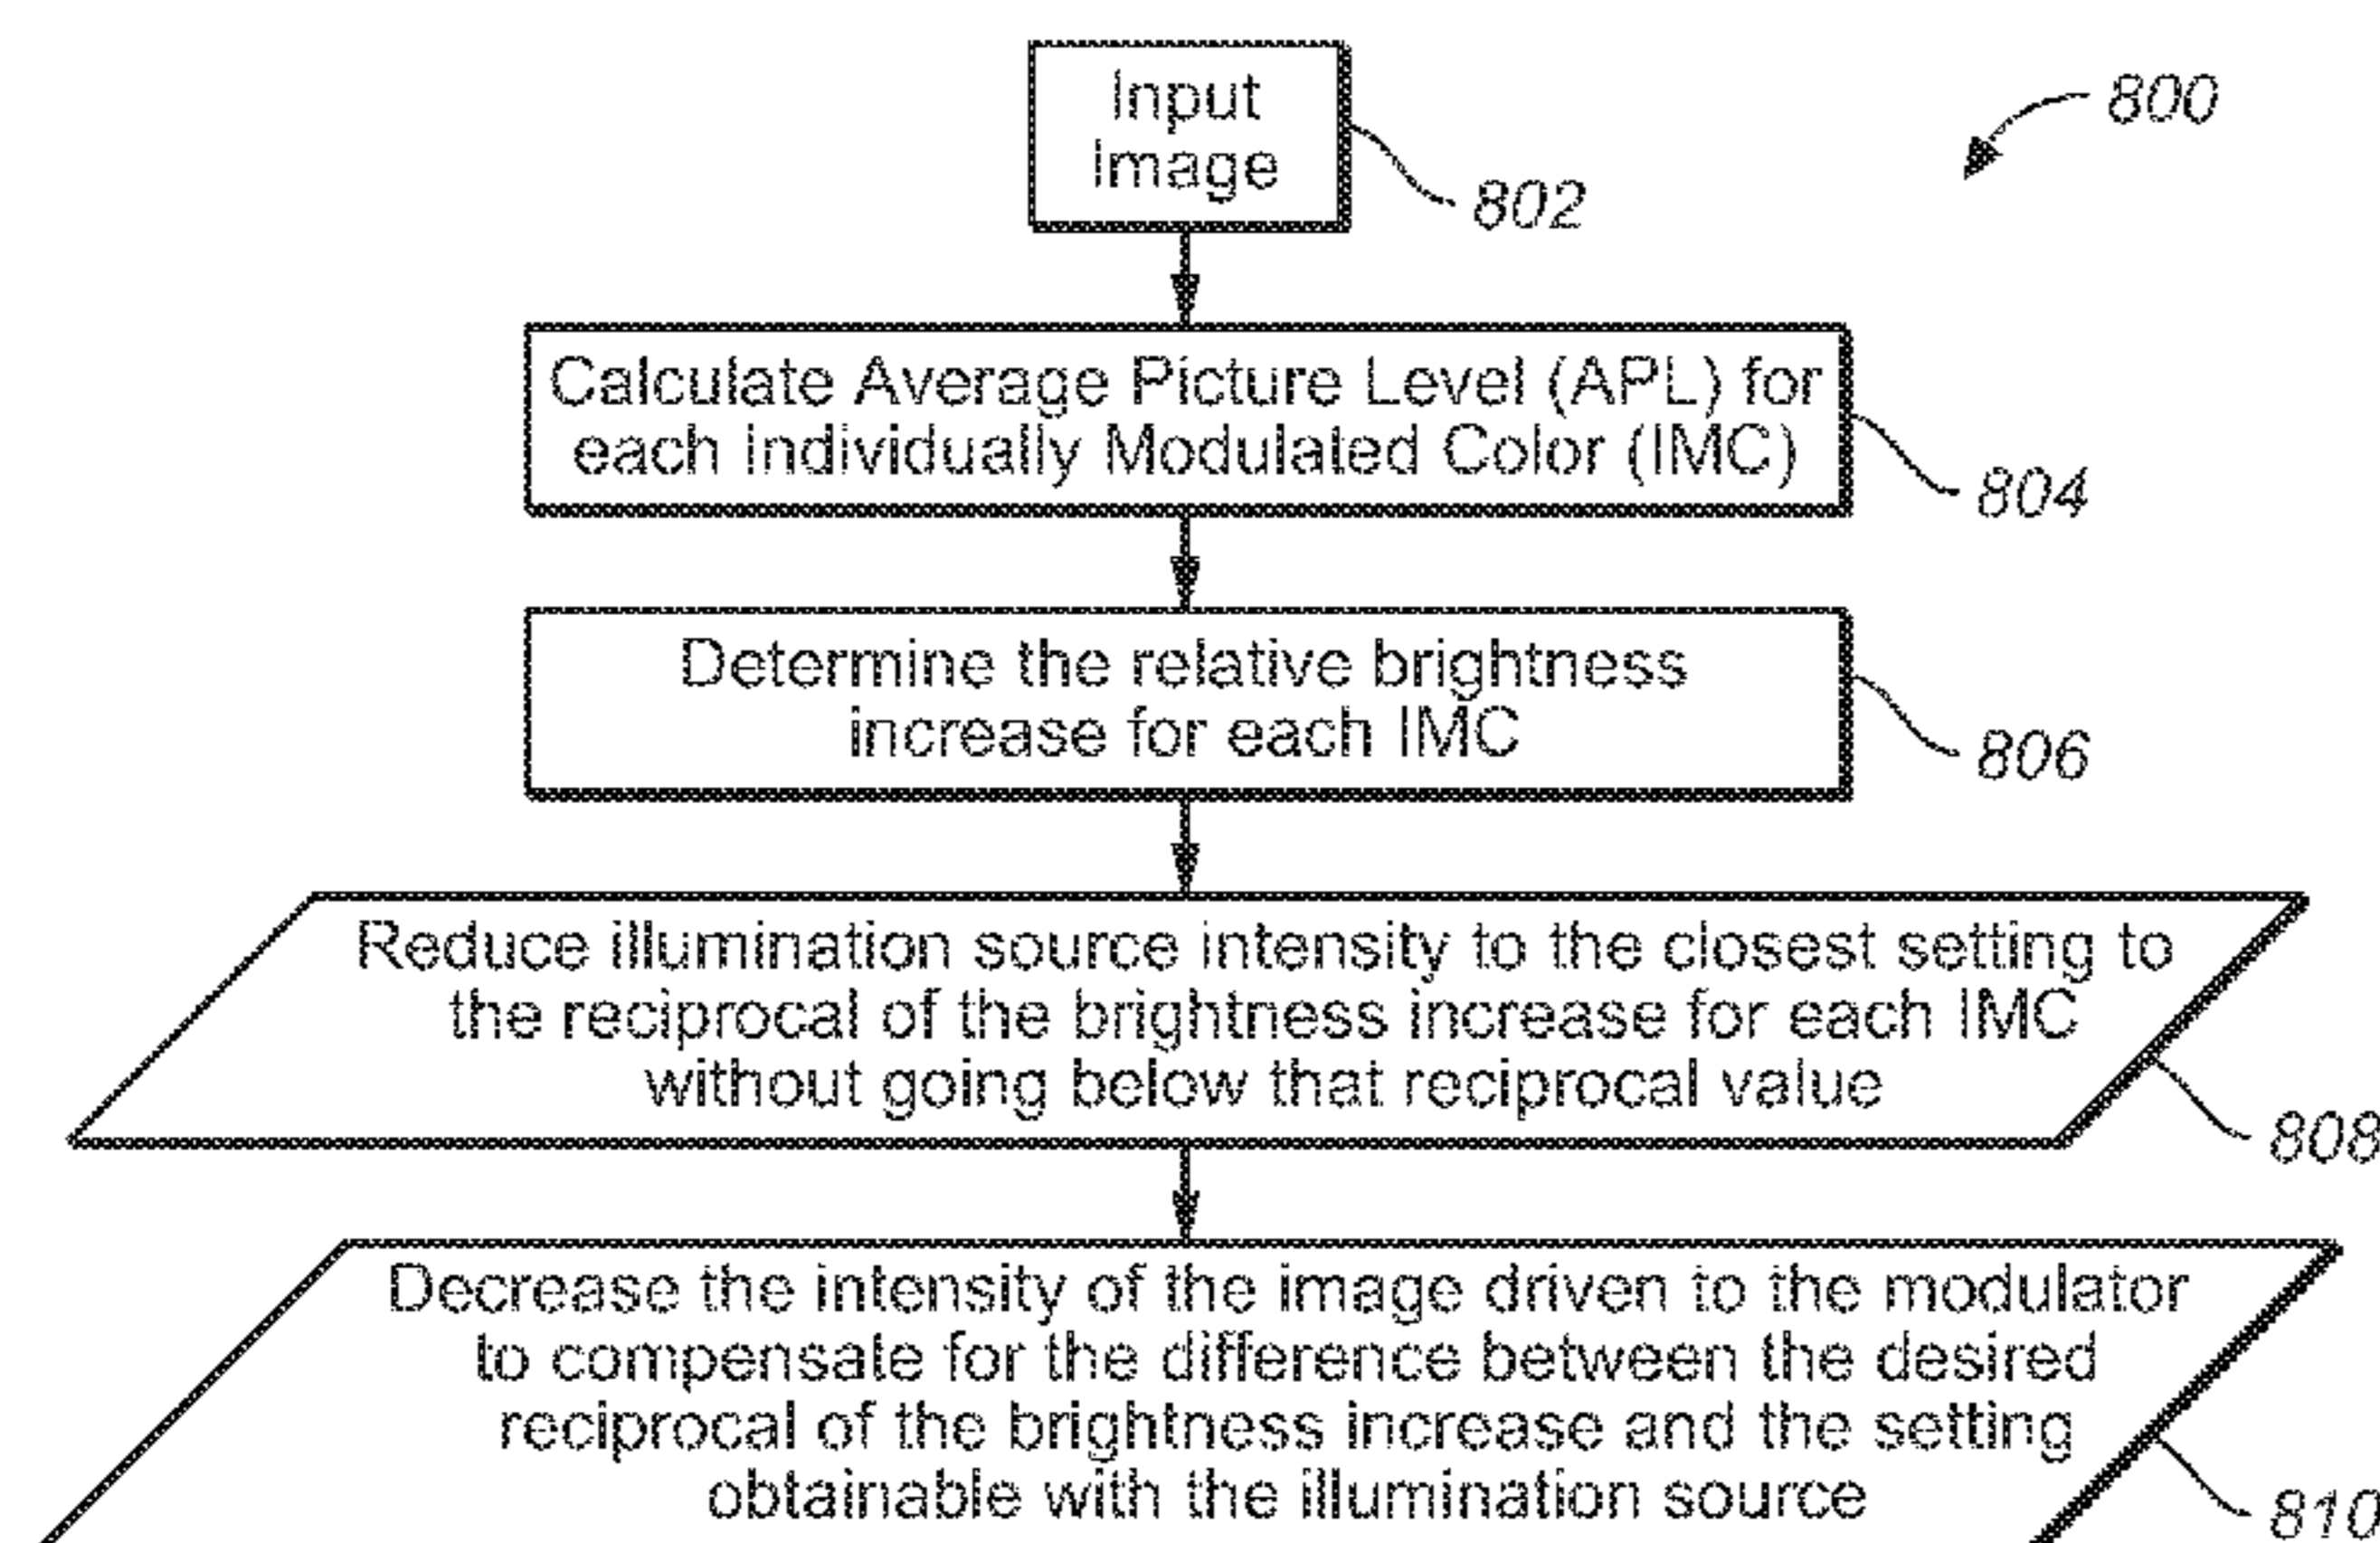 Input
Image
800
802
Calculate Average Picture Level (APL) for
each Individually Modulated Color (IMC)
804
Determine the relative brightness
increase for each IMC
806
Reduce illumination source intensity to the closest setting to
the reciprocal of the brightness increase for each IMC
without going below that reciprocal value
808
Decrease the intensity of the image driven to the modulator
to compensate for the difference between the desired
reciprocal of the brightness increase and the setting
obtainable with the illumination source
810